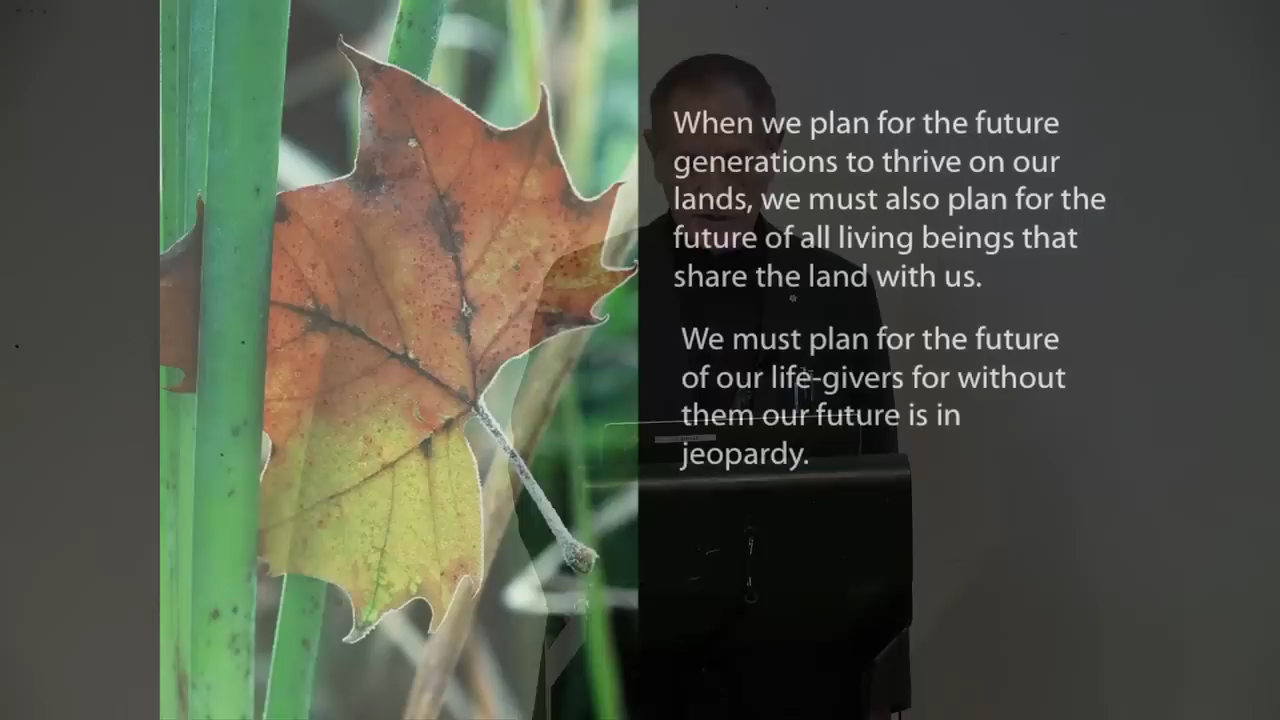 When we plan for the future
generations to thrive on our
lands, we must also plan for the
future of all living beings that
share the land with us.
We must plan for the future
of our life-givers for without
them our future is in
jeopardy.